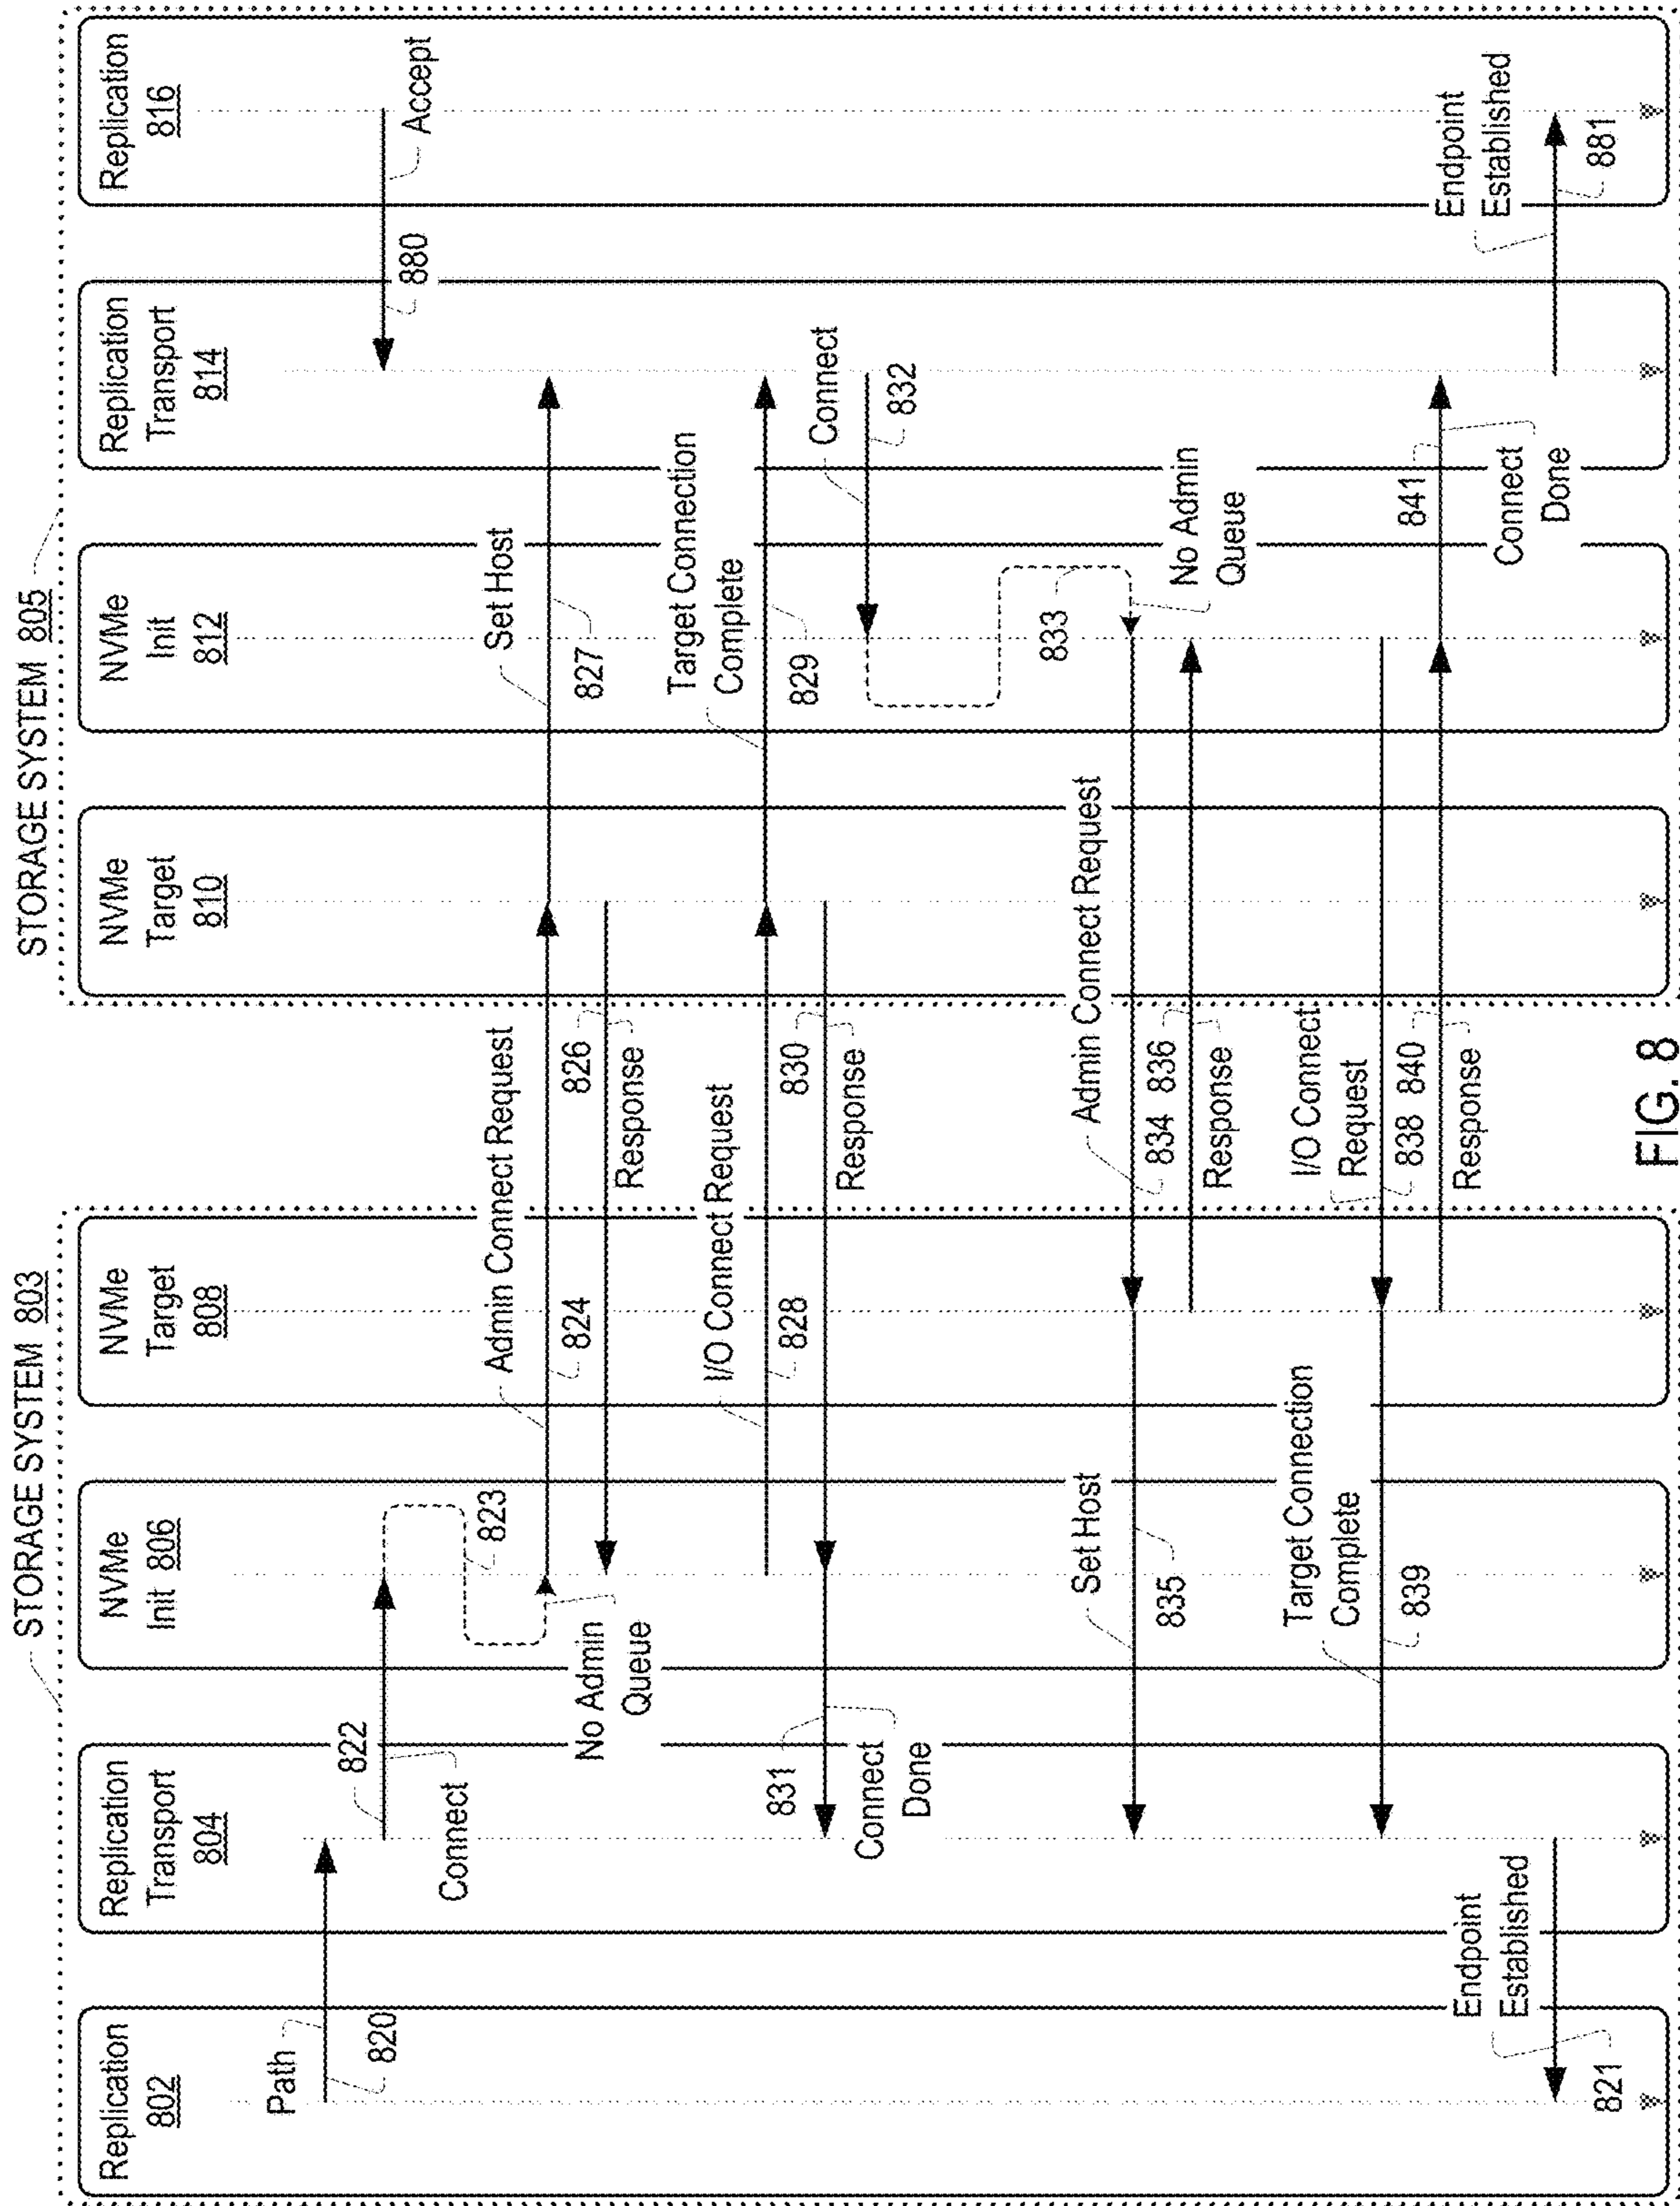 STORAGE SYSTEM 803
STORAGE SYSTEM 805
Replication
802
Replication
Transport
804
NVMe
Init 806
NVMe
Target
808
NVMe
Target
810
NVMe
Init
812
Replication
Transport
814
Replication
816
Path
820
822
Connect
Accept
880
823
No Admin
Queue
Admin Connect Request
824
Set Host
827
826
Response
I/O Connect Request
828
Target Connection
Complete
829
830
Response
831
Connect
Done
Connect
832
833
No Admin
Queue
Admin Connect Request
834
836
Response
Set Host
835
I/O Connect
Request
838
840
Response
Target Connection
Complete
839
841
Connect
Done
Endpoint
Established
821
Endpoint
Established
881
FIG. 8